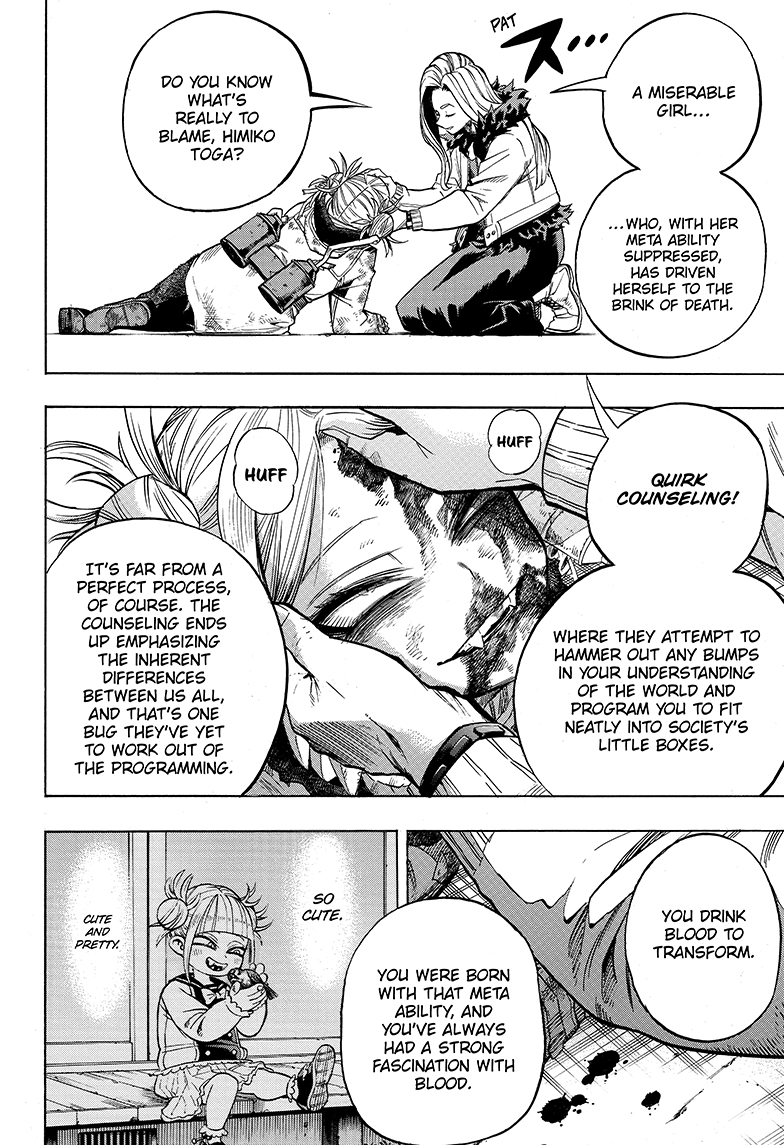 PAT
ス...
A MISERABLE
GIRL...
...WHO, WITH HER
META ABILITY
SUPPRESSED,
HAS DRIVEN
HERSELF TO THE
BRINK OF DEATH.
DO YOU KNOW
WHAT'S
REALLY TO
BLAME, HIMIKO
TOGA?
QUIRK
COUNSELING!
WHERE THEY ATTEMPT TO
HAMMER OUT ANY BUMPS
IN YOUR UNDERSTANDING
OF THE WORLD AND
PROGRAM YOU TO FIT
NEATLY INTO SOCIETY'S
LITTLE BOXES.
HUFF
HUFF
IT'S FAR FROM A
PERFECT PROCESS,
OF COURSE. THE
COUNSELING ENDS
UP EMPHASIZING
THE INHERENT
DIFFERENCES
BETWEEN US ALL,
AND THAT'S ONE
BUG THEY'VE YET
TO WORK OUT OF
THE PROGRAMMING.
YOU DRINK
BLOOD TO
TRANSFORM.
YOU WERE BORN
WITH THAT META
ABILITY, AND
YOU'VE ALWAYS
HAD A STRONG
FASCINATION WITH
BLOOD.
SO
CUTE.
CUTE
AND
PRETTY.